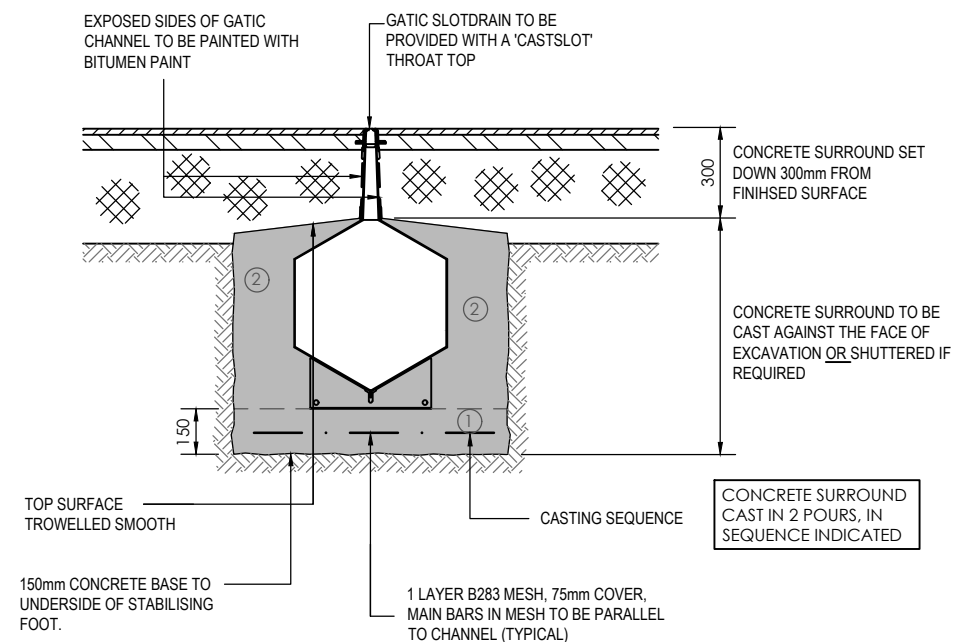 EXPOSED SIDES OF GATIC
CHANNEL TO BE PAINTED WITH
BITUMEN PAINT
GATIC SLOTDRAIN TO BE
PROVIDED WITH A 'CASTSLOT'
THROAT TOP
300
CONCRETE SURROUND SET
DOWN 300mm FROM
FINIHSED SURFACE
2
2
CONCRETE SURROUND TO BE
CAST AGAINST THE FACE OF
EXCAVATION OR SHUTTERED IF
REQUIRED
150
1
TOP SURFACE
TROWELLED SMOOTH
CASTING SEQUENCE
CONCRETE SURROUND
CAST IN 2 POURS, IN
SEQUENCE INDICATED
150mm CONCRETE BASE TO
UNDERSIDE OF STABILISING
FOOT.
1 LAYER B283 MESH, 75mm COVER,
MAIN BARS IN MESH TO BE PARALLEL
TO CHANNEL (TYPICAL)